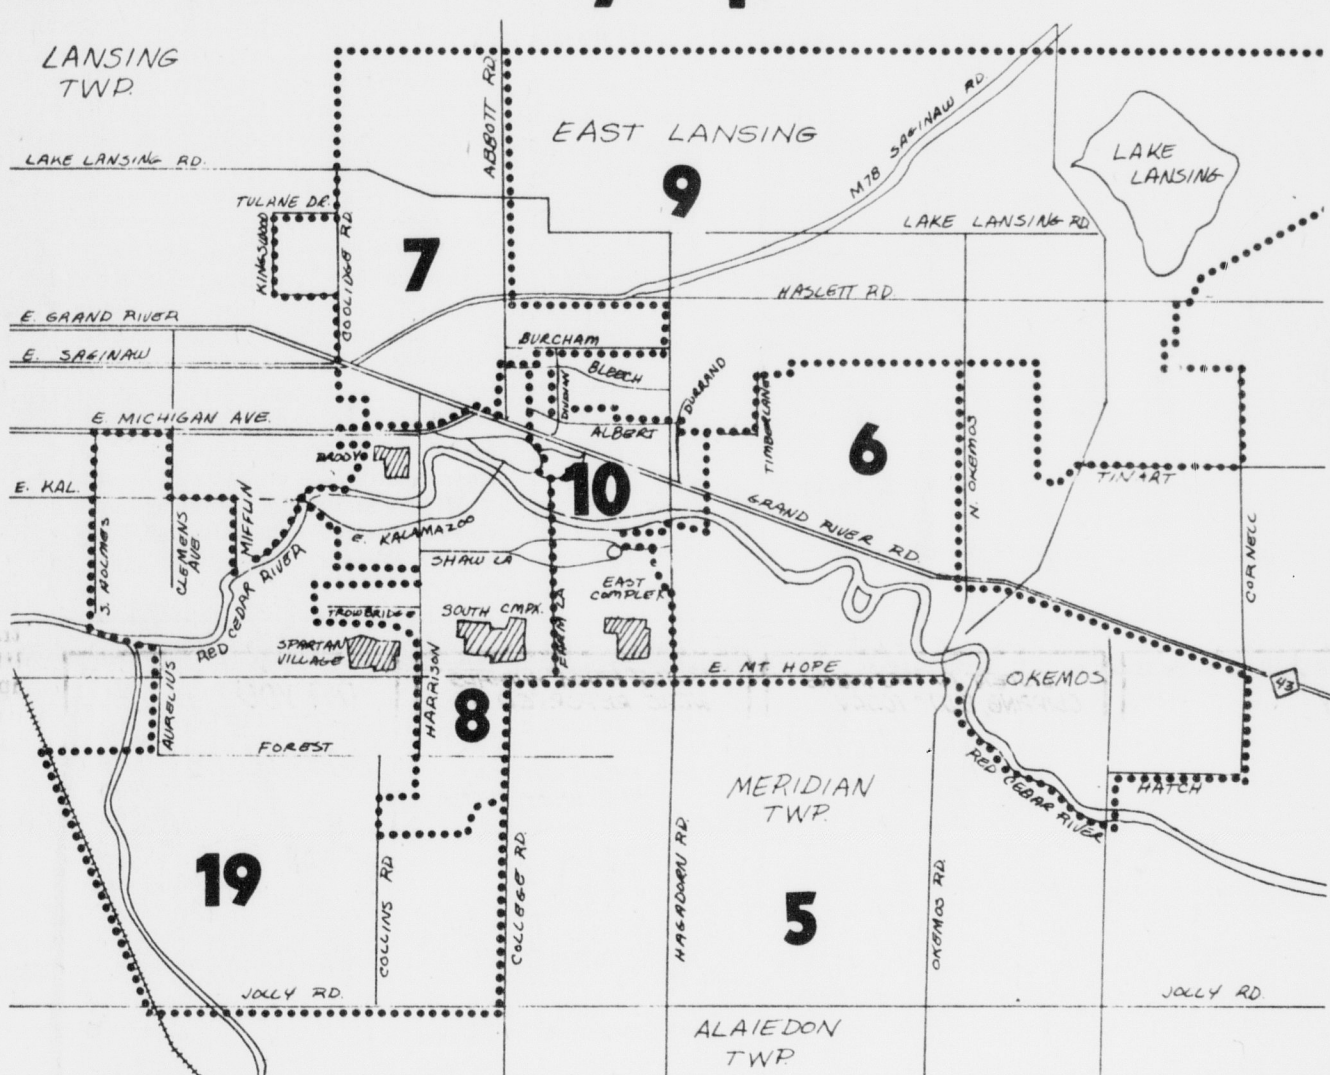 LANSING
TWP.
ABBOTT RD.
EAST LANSING
M78 SAGINAW RD.
LAKE
LANSING
LAKE LANSING RD.
9
TULANE DR.
KINGSWOOD
COOLIDGE RD.
7
LAKE LANSING RD.
HASLETT RD.
E. GRAND RIVER
E. SAGINAW
BURCHAM
BLEECH
DIVISION
DURRAND
TIMBERLANE
E. MICHIGAN AVE.
ALBERT
6
N. OKEMOS
TIHART
BRODY
10
E. KAL.
MIFFLIN
GRAND RIVER RD.
S. HOLMES
CLEMENS
AVE.
RED CEDAR RIVER
E. KALAMAZOO
SHAW LA
CORNELL
EAST
COMPLEX
TROWBRIDGE
SOUTH CMPX.
FARM LA
SPARTAN
VILLAGE
HARRISON
E. MT. HOPE
OKEMOS
43
AURELIUS
8
FOREST
MERIDIAN
TWP.
RED CEDAR RIVER
HATCH
19
COLLINS RD
COLLEGE RD.
HAGADORN RD.
5
OKEMOS RD.
JOLLY RD.
JOLLY RD.
ALAIEDON
TWP.